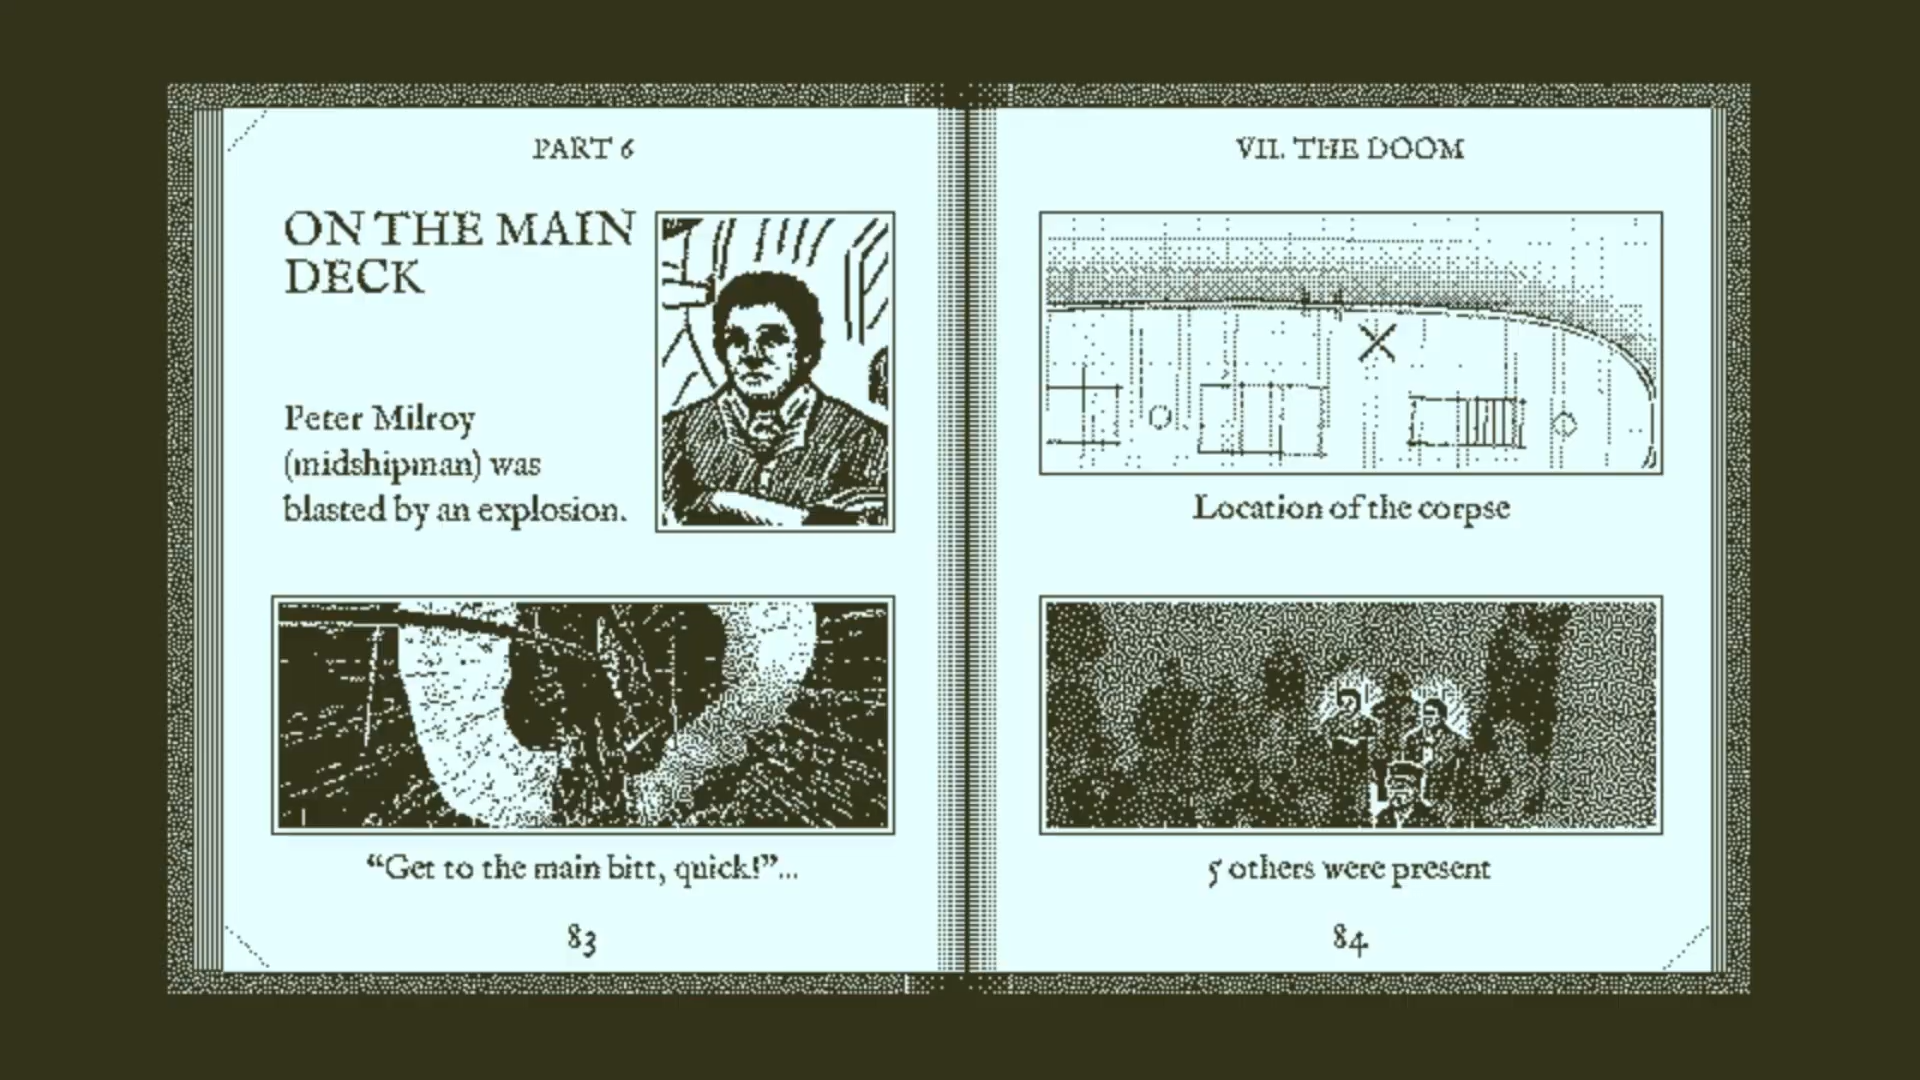 PART 6
ON THE MAIN
DECK
Peter Milroy
(midshipman) was
blasted by an explosion.
“Get to the main bitt, quick!”...
83
VII. THE DOOM
Location of the corpse
5 others were present
84